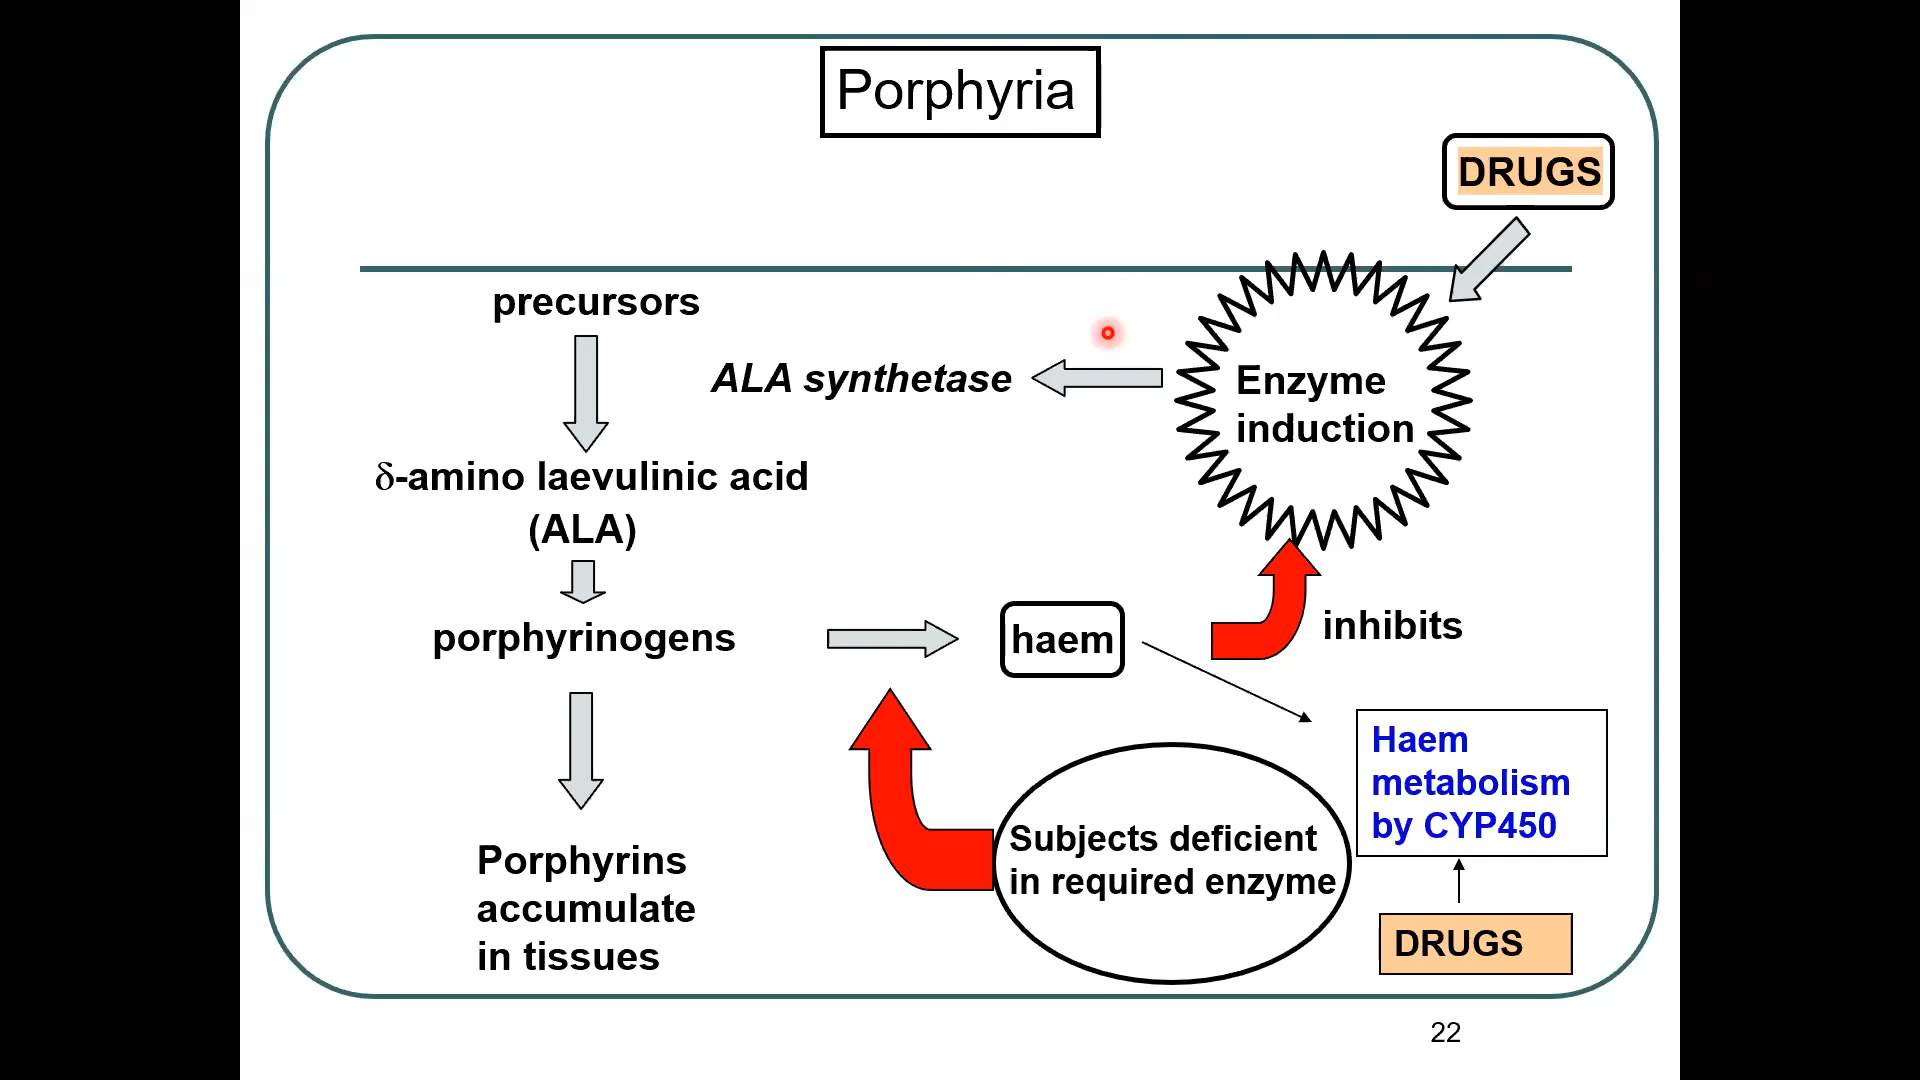 Porphyria
DRUGS
precursors
ALA synthetase
Enzyme
induction
δ-amino laevulinic acid
(ALA)
porphyrinogens
haem
inhibits
Haem
metabolism
by CYP450
Subjects deficient
in required enzyme
Porphyrins
accumulate
in tissues
DRUGS
22